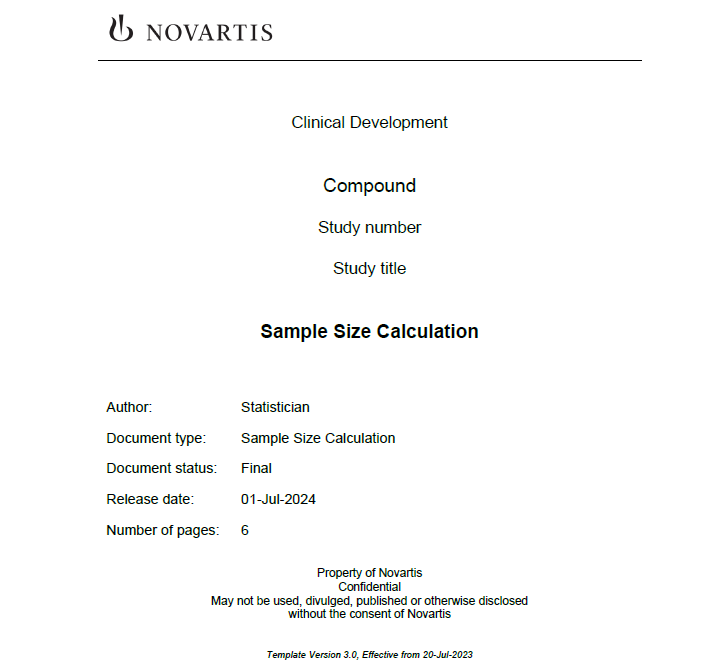 NOVARTIS
Clinical Development
Compound
Study number
Study title
Sample Size Calculation
Author: Statistician
Document type: Sample Size Calculation
Document status: Final
Release date: 01-Jul-2024
Number of pages: 6
Property of Novartis
Confidential
May not be used, divulged, published or otherwise disclosed
without the consent of Novartis
Template Version 3.0, Effective from 20-Jul-2023